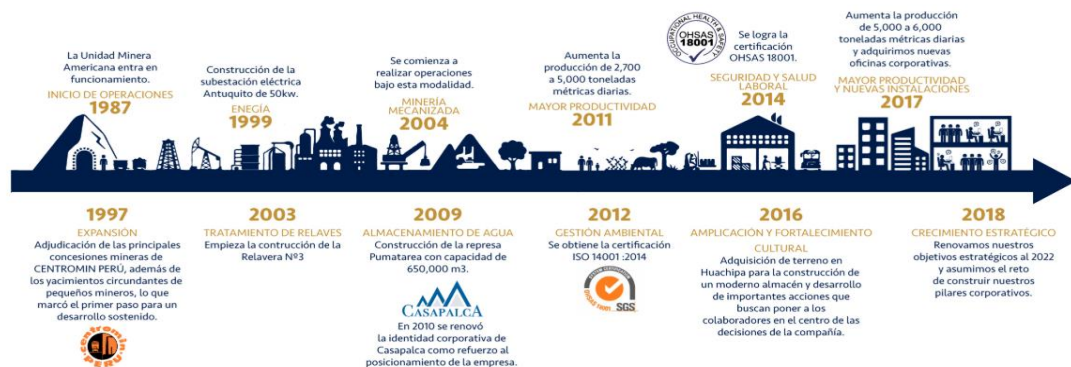 La Unidad Minera
Americana entra en
funcionamiento.
INICIO DE OPERACIONES
1987
Construcción de la
subestación eléctrica
Antuquito de 50kw.
ENEGÍA
1999
Se comienza a
realizar operaciones
bajo esta modalidad.
MINERÍA
MECANIZADA
2004
Aumenta la
producción de 2,700
a 5,000 toneladas
métricas diarias.
MAYOR PRODUCTIVIDAD
2011
OCCUPATIONAL HEALTH & SAFETY
OHSAS
18001
Se logra la
certificación
OHSAS 18001.
SEGURIDAD Y SALUD
LABORAL
2014
Aumenta la producción
de 5,000 a 6,000
toneladas métricas diarias
y adquirimos nuevas
oficinas corporativas.
MAYOR PRODUCTIVIDAD
Y NUEVAS INSTALACIONES
2017
1997
EXPANSIÓN
Adjudicación de las principales
concesiones mineras de
CENTROMIN PERÚ, además de
los yacimientos circundantes de
pequeños mineros, lo que
marcó el primer paso para un
desarrollo sostenido.
centromin
PERU
2003
TRATAMIENTO DE RELAVES
Empieza la contrucción de la
Relavera Nº3
2009
ALMACENAMIENTO DE AGUA
Construcción de la represa
Pumatarea con capacidad de
650,000 m3.
CASAPALCA
En 2010 se renovó
la identidad corporativa de
Casapalca como refuerzo al
posicionamiento de la empresa.
2012
GESTIÓN AMBIENTAL
Se obtiene la certificación
ISO 14001 :2014
SGS
2016
AMPLICACIÓN Y FORTALECIMIENTO
CULTURAL
Adquisición de terreno en
Huachipa para la construcción de
un moderno almacén y desarrollo
de importantes acciones que
buscan poner a los
colaboradores en el centro de las
decisiones de la compañía.
2018
CRECIMIENTO ESTRATÉGICO
Renovamos nuestros
objetivos estratégicos al 2022
y asumimos el reto
de construir nuestros
pilares corporativos.